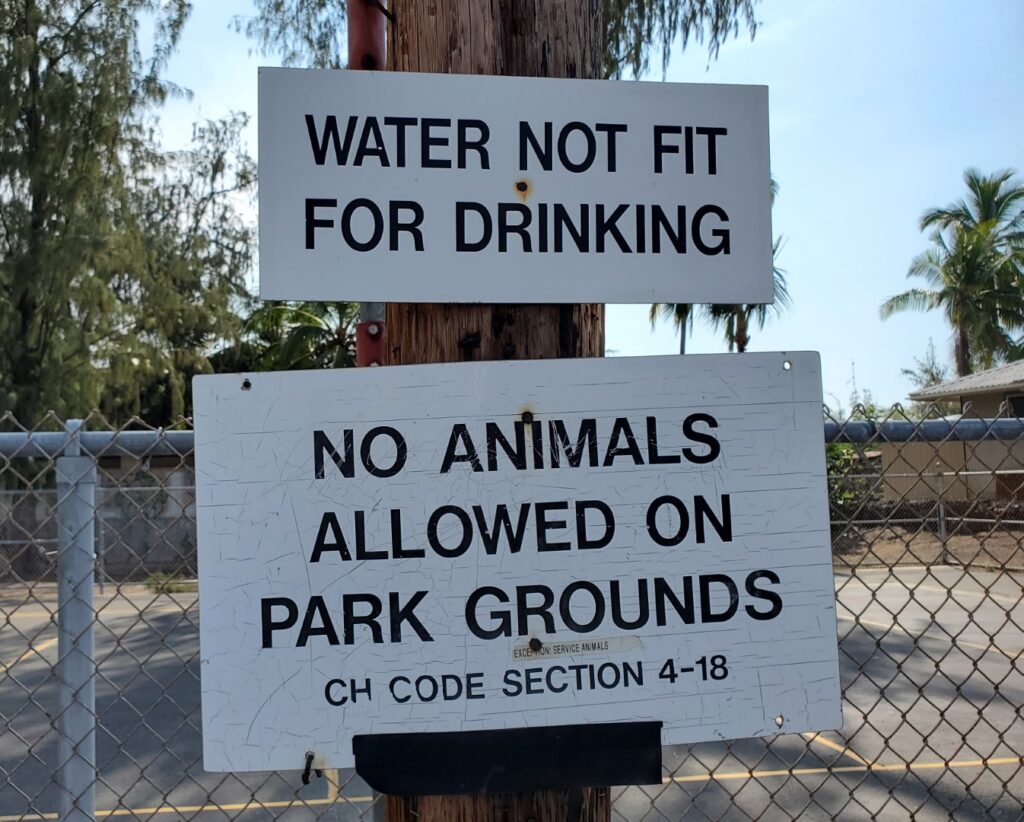 WATER NOT FIT
FOR DRINKING
NO ANIMALS
ALLOWED ON
PARK GROUNDS
EXCEPTION: SERVICE ANIMALS
CH CODE SECTION 4-18